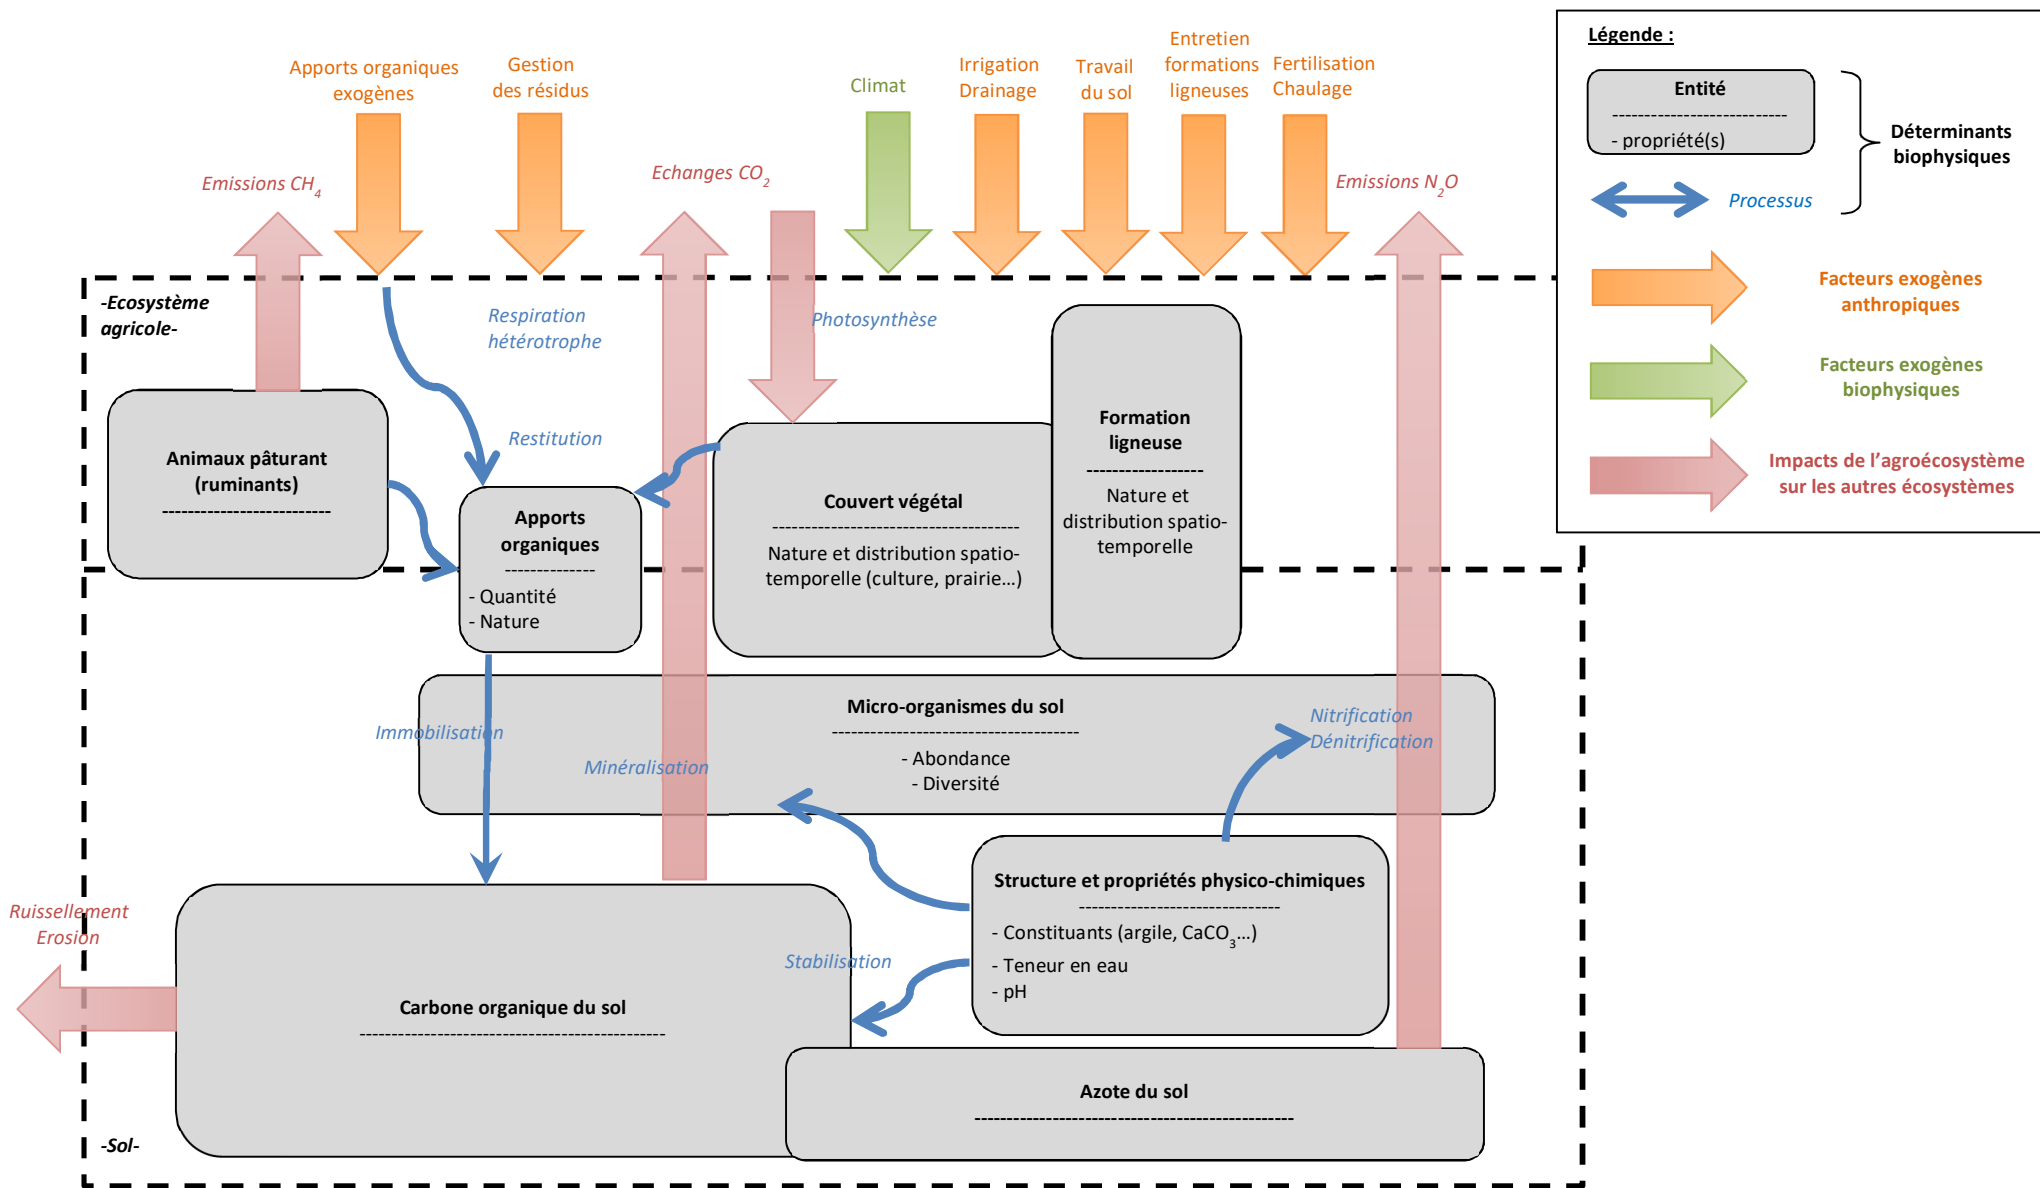 Apports organiques
exogènes
Gestion
des résidus
Climat
Irrigation
Drainage
Travail
du sol
Entretien
formations
ligneuses
Fertilisation
Chaulage
Emissions CH4
Echanges CO2
Emissions N2O
-Ecosystème
agricole-
Respiration
hétérotrophe
Photosynthèse
Restitution
Animaux pâturant
(ruminants)
---------------------------
Apports
organiques
--------------
- Quantité
- Nature
Couvert végétal
---------------------------------------
Nature et distribution spatio-
temporelle (culture, prairie…)
Formation
ligneuse
------------------
Nature et
distribution spatio-
temporelle
Micro-organismes du sol
---------------------------------------
- Abondance
- Diversité
Immobilisation
Minéralisation
Nitrification
Dénitrification
Structure et propriétés physico-chimiques
--------------------------------
- Constituants (argile, CaCO3…)
- Teneur en eau
- pH
Stabilisation
Ruissellement
Erosion
Carbone organique du sol
------------------------------------------------
Azote du sol
--------------------------------------------------
-Sol-
Légende :
Entité
----------------------------
- propriété(s)
Déterminants
biophysiques
Processus
Facteurs exogènes
anthropiques
Facteurs exogènes
biophysiques
Impacts de l’agroécosystème
sur les autres écosystèmes